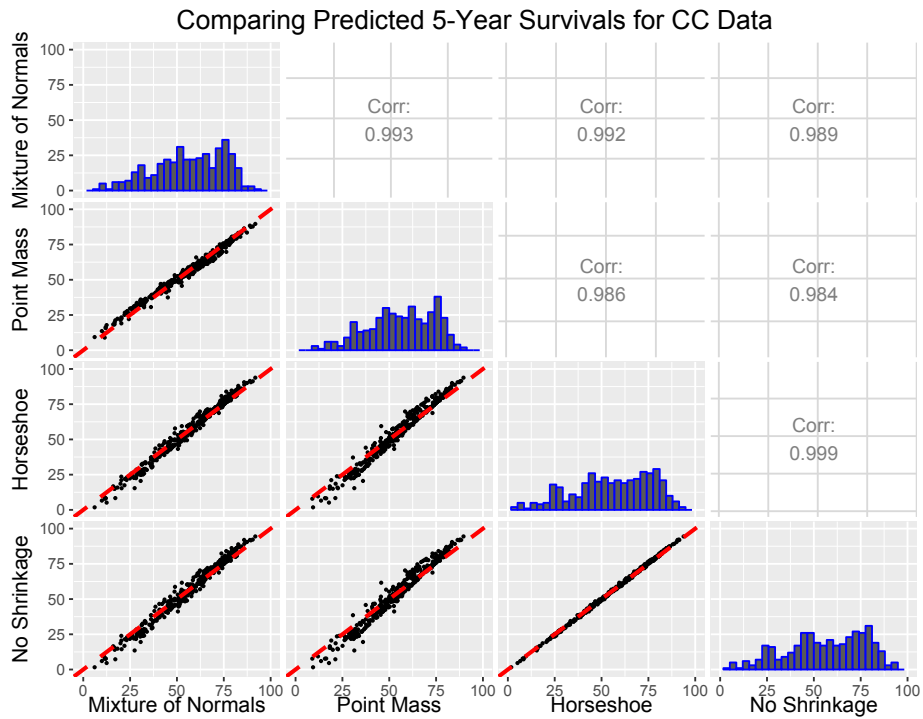 Comparing Predicted 5-Year Survivals for CC Data
Mixture of Normals
100
75
50
25
0
Corr:
0.993
Corr:
0.992
Corr:
0.989
Point Mass
100
75
50
25
0
Corr:
0.986
Corr:
0.984
Horseshoe
100
75
50
25
0
Corr:
0.999
No Shrinkage
100
75
50
25
0
0 25 50 75 100 0 25 50 75 100 0 25 50 75 100 0 25 50 75 100
Mixture of Normals Point Mass Horseshoe No Shrinkage